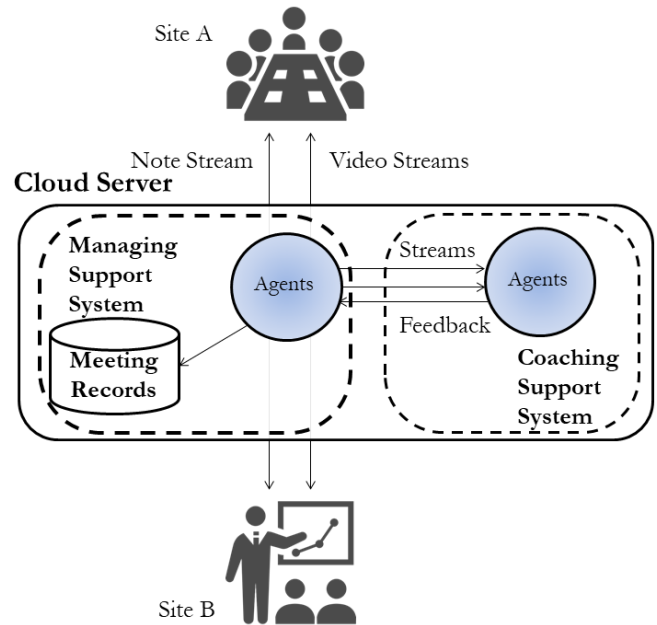 Site A
Note Stream
Video Streams
Cloud Server
Managing
Support
System
Agents
Streams
Agents
Feedback
Meeting
Records
Coaching
Support
System
Site B